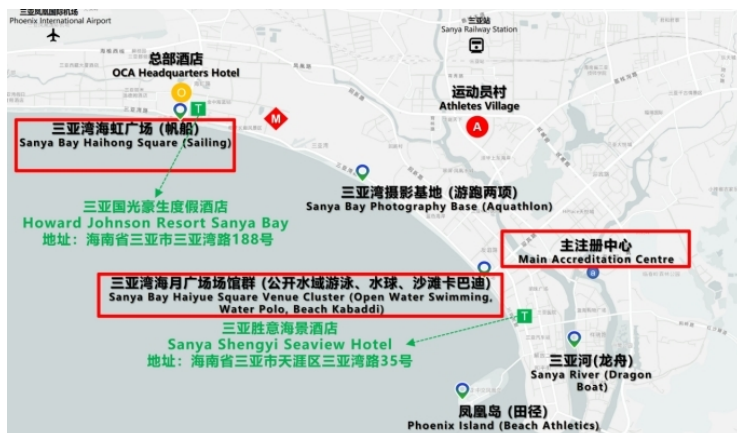 三亚凤凰国际机场
Phoenix International Airport
三亚站
Sanya Railway Station
总部酒店
OCA Headquarters Hotel
O
T
M
运动员村
Athletes Village
A
三亚湾海虹广场 (帆船)
Sanya Bay Haihong Square (Sailing)
三亚湾摄影基地 (游跑两项)
Sanya Bay Photography Base (Aquathlon)
三亚国光豪生度假酒店
Howard Johnson Resort Sanya Bay
地址：海南省三亚市三亚湾路188号
主注册中心
Main Accreditation Centre
a
三亚湾海月广场场馆群 (公开水域游泳、水球、沙滩卡巴迪)
Sanya Bay Haiyue Square Venue Cluster (Open Water Swimming,
Water Polo, Beach Kabaddi)
T
三亚胜意海景酒店
Sanya Shengyi Seaview Hotel
地址：海南省三亚市天涯区三亚湾路35号
三亚河(龙舟)
Sanya River (Dragon
Boat)
凤凰岛 (田径)
Phoenix Island (Beach Athletics)